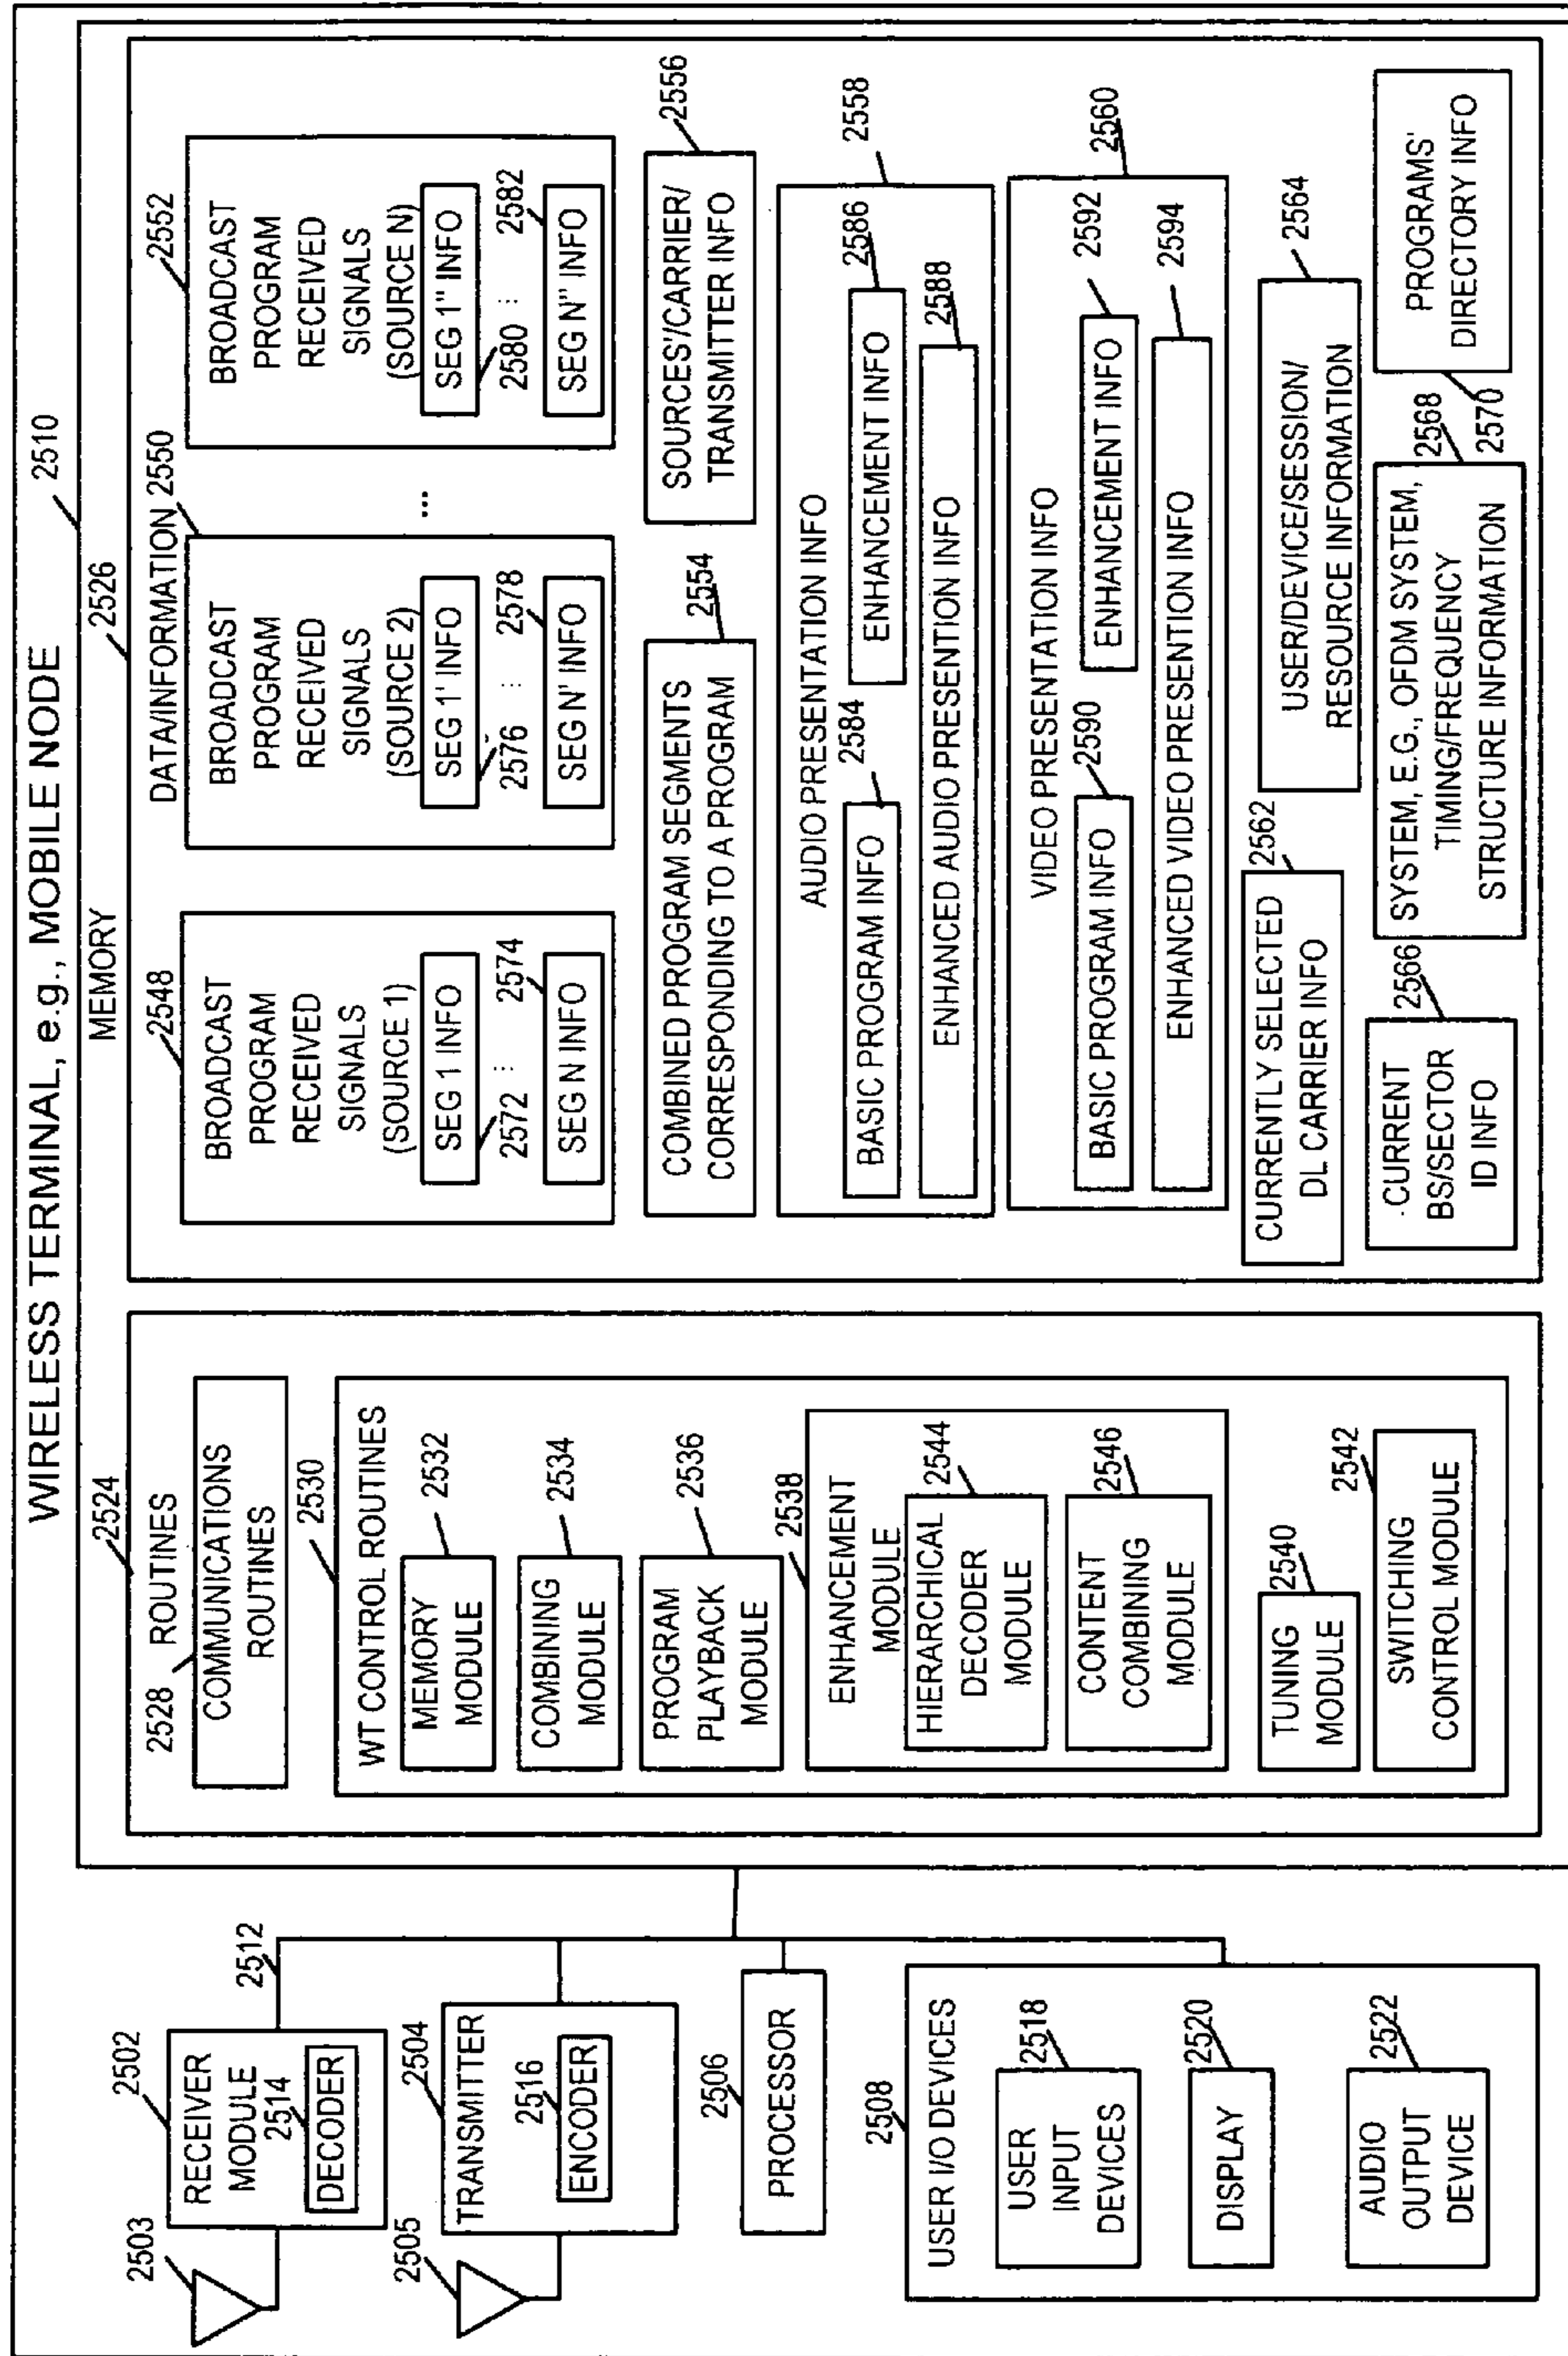 WIRELESS TERMINAL, e.g., MOBILE NODE
2510
MEMORY
2526
2502
RECEIVER
MODULE
2514
DECODER
2503
2512
2504
TRANSMITTER
2516
ENCODER
2505
2506
PROCESSOR
2508
USER I/O DEVICES
2518
USER
INPUT
DEVICES
2520
DISPLAY
2522
AUDIO
OUTPUT
DEVICE
2524
ROUTINES
2528
COMMUNICATIONS
ROUTINES
2530
WT CONTROL ROUTINES
2532
MEMORY
MODULE
2534
COMBINING
MODULE
2536
PROGRAM
PLAYBACK
MODULE
2538
ENHANCEMENT
MODULE
2544
HIERARCHICAL
DECODER
MODULE
2546
CONTENT
COMBINING
MODULE
2540
TUNING
MODULE
2542
SWITCHING
CONTROL MODULE
DATA/INFORMATION
2548
BROADCAST
PROGRAM
RECEIVED
SIGNALS
(SOURCE 1)
SEG 1 INFO
2572 ⋮ 2574
SEG N INFO
2550
BROADCAST
PROGRAM
RECEIVED
SIGNALS
(SOURCE 2)
SEG 1' INFO
2576 ⋮ 2578
SEG N' INFO
...
2552
BROADCAST
PROGRAM
RECEIVED
SIGNALS
(SOURCE N)
SEG 1" INFO
2580 ⋮ 2582
SEG N" INFO
2554
COMBINED PROGRAM SEGMENTS
CORRESPONDING TO A PROGRAM
2556
SOURCES'/CARRIER/
TRANSMITTER INFO
2558
AUDIO PRESENTATION INFO
2584
BASIC PROGRAM INFO
2586
ENHANCEMENT INFO
2588
ENHANCED AUDIO PRESENTION INFO
2560
VIDEO PRESENTATION INFO
2590
BASIC PROGRAM INFO
2592
ENHANCEMENT INFO
2594
ENHANCED VIDEO PRESENTION INFO
2562
CURRENTLY SELECTED
DL CARRIER INFO
2564
USER/DEVICE/SESSION/
RESOURCE INFORMATION
2566
CURRENT
BS/SECTOR
ID INFO
2568
SYSTEM, E.G., OFDM SYSTEM,
TIMING/FREQUENCY
STRUCTURE INFORMATION
2570
PROGRAMS'
DIRECTORY INFO